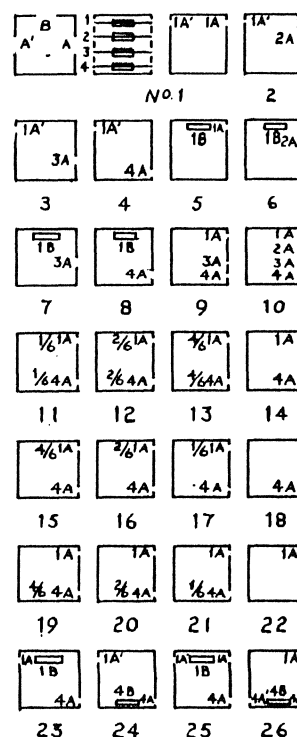 B 1
A' A 2
3
4
1A' 1A
1A'
2A
No. 1 2
1A'
3A
1A'
4A
1A
1B
1B 2A
3 4 5 6
1B
3A
1B
4A
1A
3A
4A
1A
2A
3A
4A
7 8 9 10
1/6 1A
1/6 4A
2/6 1A
2/6 4A
4/6 1A
4/6 4A
1A
4A
11 12 13 14
4/6 1A
4A
2/6 1A
4A
1/6 1A
4A
4A
15 16 17 18
1A
4/6 4A
1A
2/6 4A
1A
1/6 4A
1A
19 20 21 22
1A
1B
4A
1A'
4B
4A
1A' 1A
1B
4A
1A
4B
4A' 4A
23 24 25 26